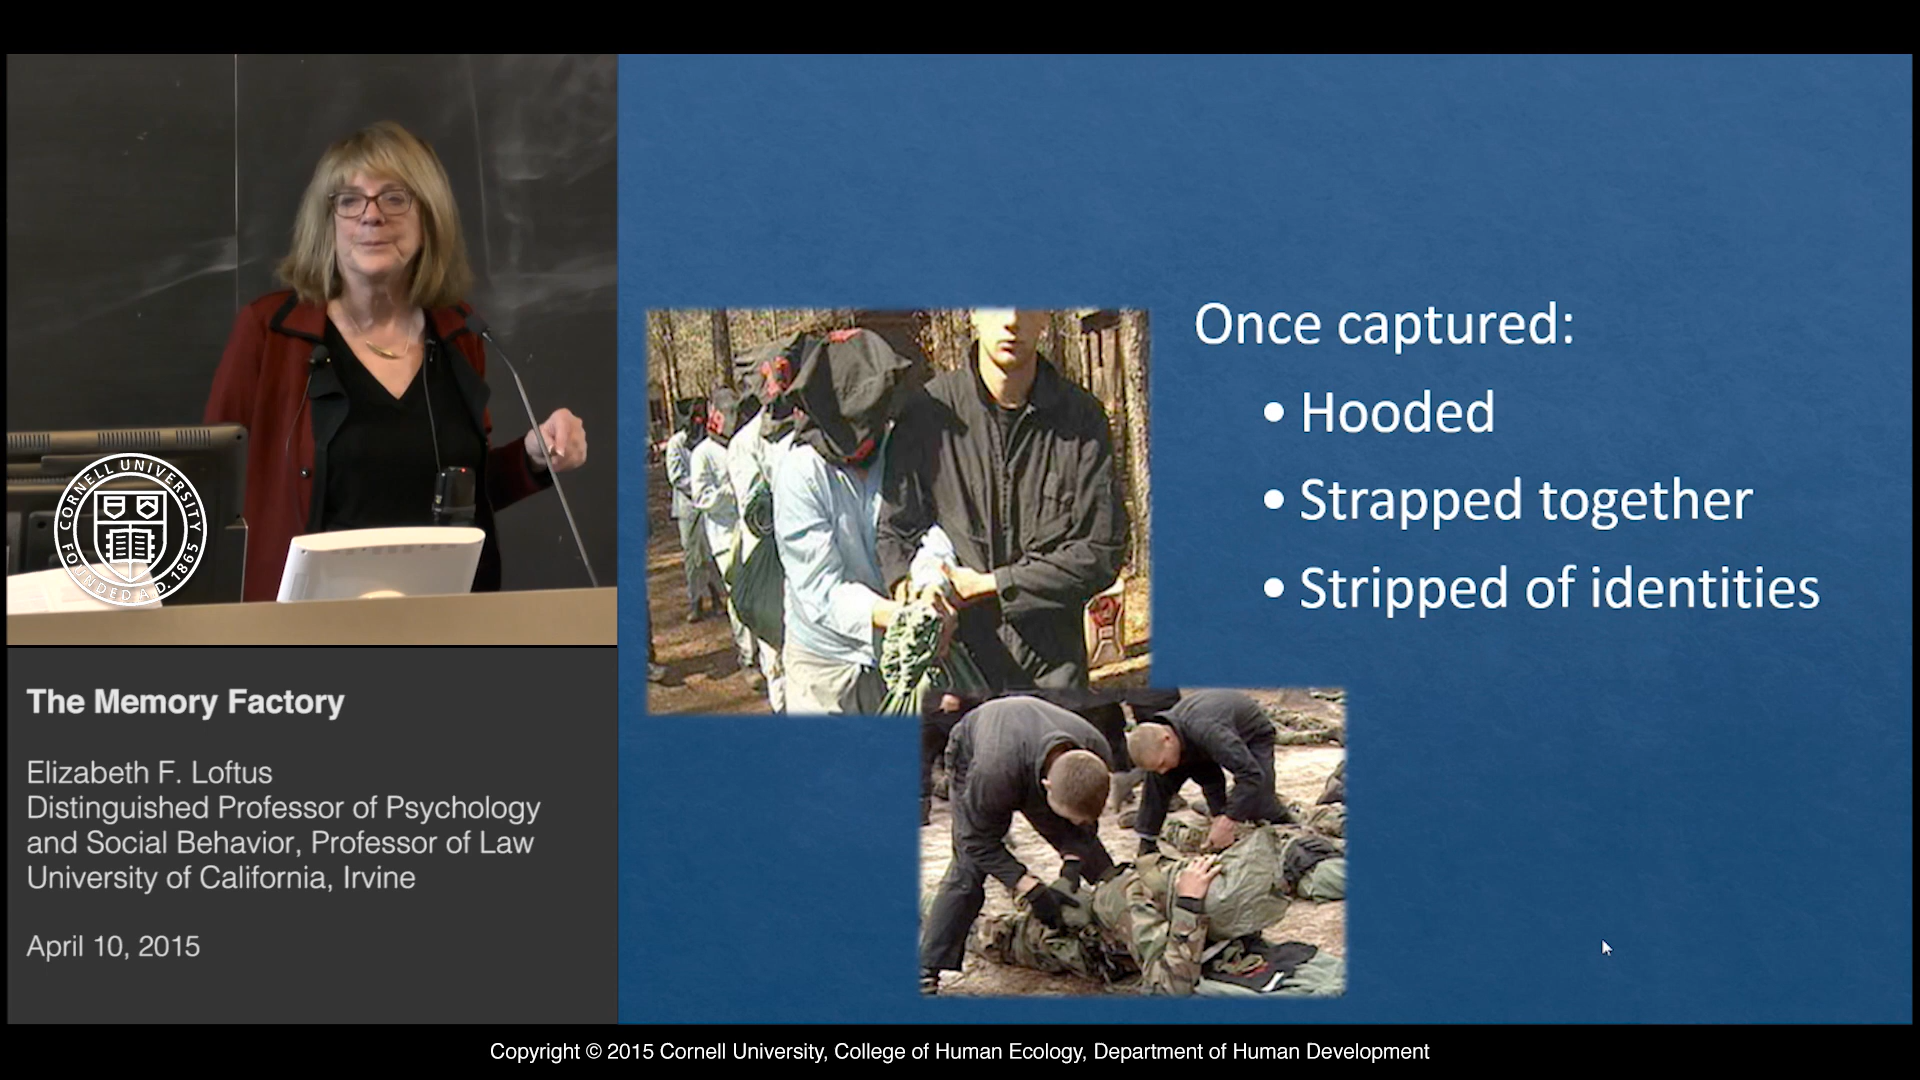 Once captured:
• Hooded
• Strapped together
• Stripped of identities
CORNELL UNIVERSITY
FOUNDED A.D. 1865
The Memory Factory
Elizabeth F. Loftus
Distinguished Professor of Psychology
and Social Behavior, Professor of Law
University of California, Irvine
April 10, 2015
Copyright © 2015 Cornell University, College of Human Ecology, Department of Human Development